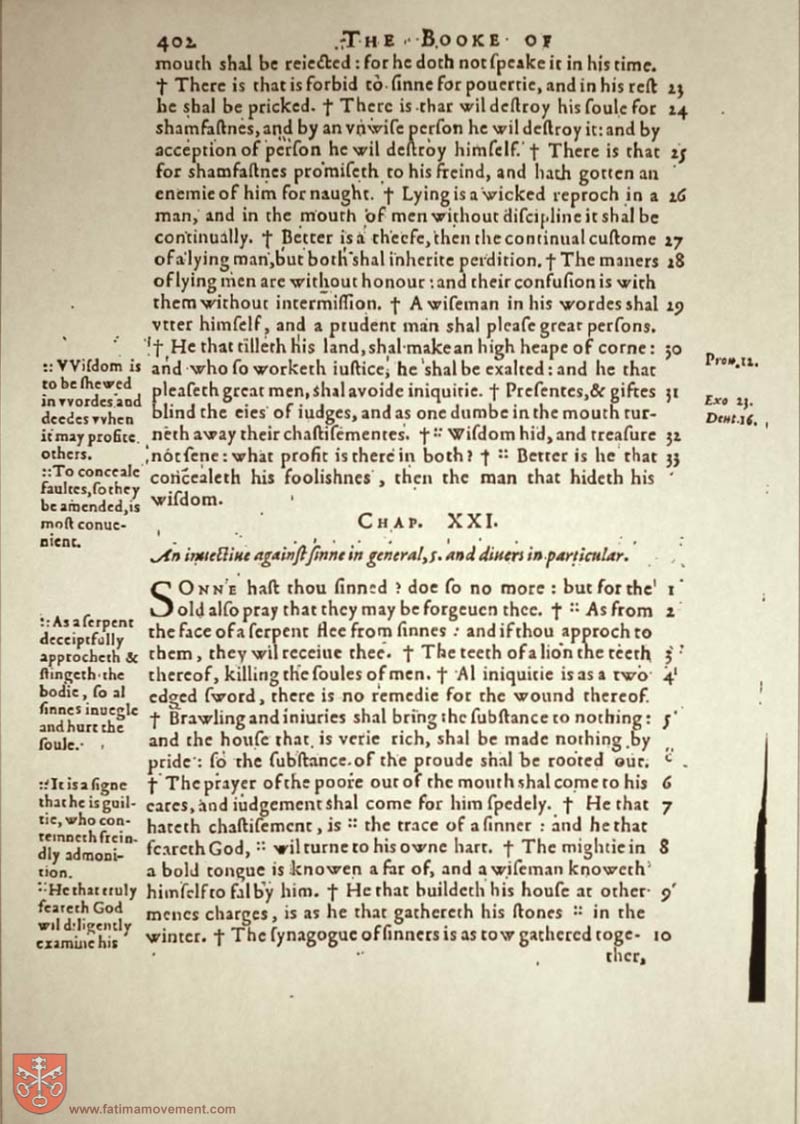 402 THE BOOKE OF
mouth shal be reiected: for he doth not ſpeake it in his time.
† There is that is forbid to ſinne for pouertie, and in his reſt 23
he shal be pricked. † There is that wil deſtroy his ſoule for 24
shamfaſtnes, and by an vnwiſe perſon he wil deſtroy it: and by
acception of perſon he wil deſtroy himſelf. † There is that 25
for shamfaſtnes promiſeth to his freind, and hath gotten an
enemie of him for naught. † Lying is a wicked reproch in a 26
man, and in the mouth of men without diſcipline it shal be
continually. † Better is a theefe, then the continual cuſtome 27
of a lying man, but both shal inherite perdition. † The maners 28
of lying men are without honour: and their confuſion is with
them without intermiſſion. † A wiſeman in his wordes shal 29
vtter himſelf, and a prudent man shal pleaſe great perſons.
† He that tilleth his land, shal make an high heape of corne: 30
and who ſo worketh iuſtice, he shal be exalted: and he that
pleaſeth great men, shal avoide iniquitie. † Preſentes, & giftes 31
blind the eies of iudges, and as one dumbe in the mouth tur-
neth away their chaſtiſementes. † :: Wiſdom hid, and treaſure 32
not ſene: what profit is there in both? † :: Better is he that 33
concealeth his foolishnes, then the man that hideth his
wiſdom.
Prou. 12.
Exo 23.
Deut. 16.
:: VViſdom is
to be ſhewed
in vvordes and
deedes vvhen
it may profite
others.
:: To conceale
faultes, ſo they
be amended, is
moſt conue-
nient.
CHAP. XXI.
An inuectiue againſt ſinne in general, 5. and diuers in particular.
SONNE haſt thou ſinned? doe ſo no more: but for the 1
old alſo pray that they may be forgeuen thee. † :: As from 2
the face of a ſerpent flee from ſinnes: and if thou approch to
them, they wil receiue thee. † The teeth of a lion the teeth 3
thereof, killing the ſoules of men. † Al iniquitie is as a two 4
edged ſword, there is no remedie for the wound thereof.
† Brawling and iniuries shal bring the ſubſtance to nothing: 5
and the houſe that is verie rich, shal be made nothing by
pride: ſo the ſubſtance of the proude shal be rooted out.
† The prayer of the poore out of the mouth shal come to his 6
eares, and iudgement shal come for him ſpedely. † He that 7
hateth chaſtiſement, is :: the trace of a ſinner: and he that
feareth God, :: wil turne to his owne hart. † The mightie in 8
a bold tongue is knowen a far of, and a wiſeman knoweth
himſelf to fal by him. † He that buildeth his houſe at other 9
menes charges, is as he that gathereth his ſtones :: in the
winter. † The ſynagogue of ſinners is as tow gathered toge- 10
ther,
:: As a ſerpent
deceiptfully
approcheth &
ſtingeth the
bodie, ſo al
ſinnes inuegle
and hurt the
ſoule.
:: It is a ſigne
that he is guil-
tie, who con-
temneth frein-
dly admoni-
tion.
:: He that truly
feareth God
wil diligently
examine his
www.fatimamovement.com